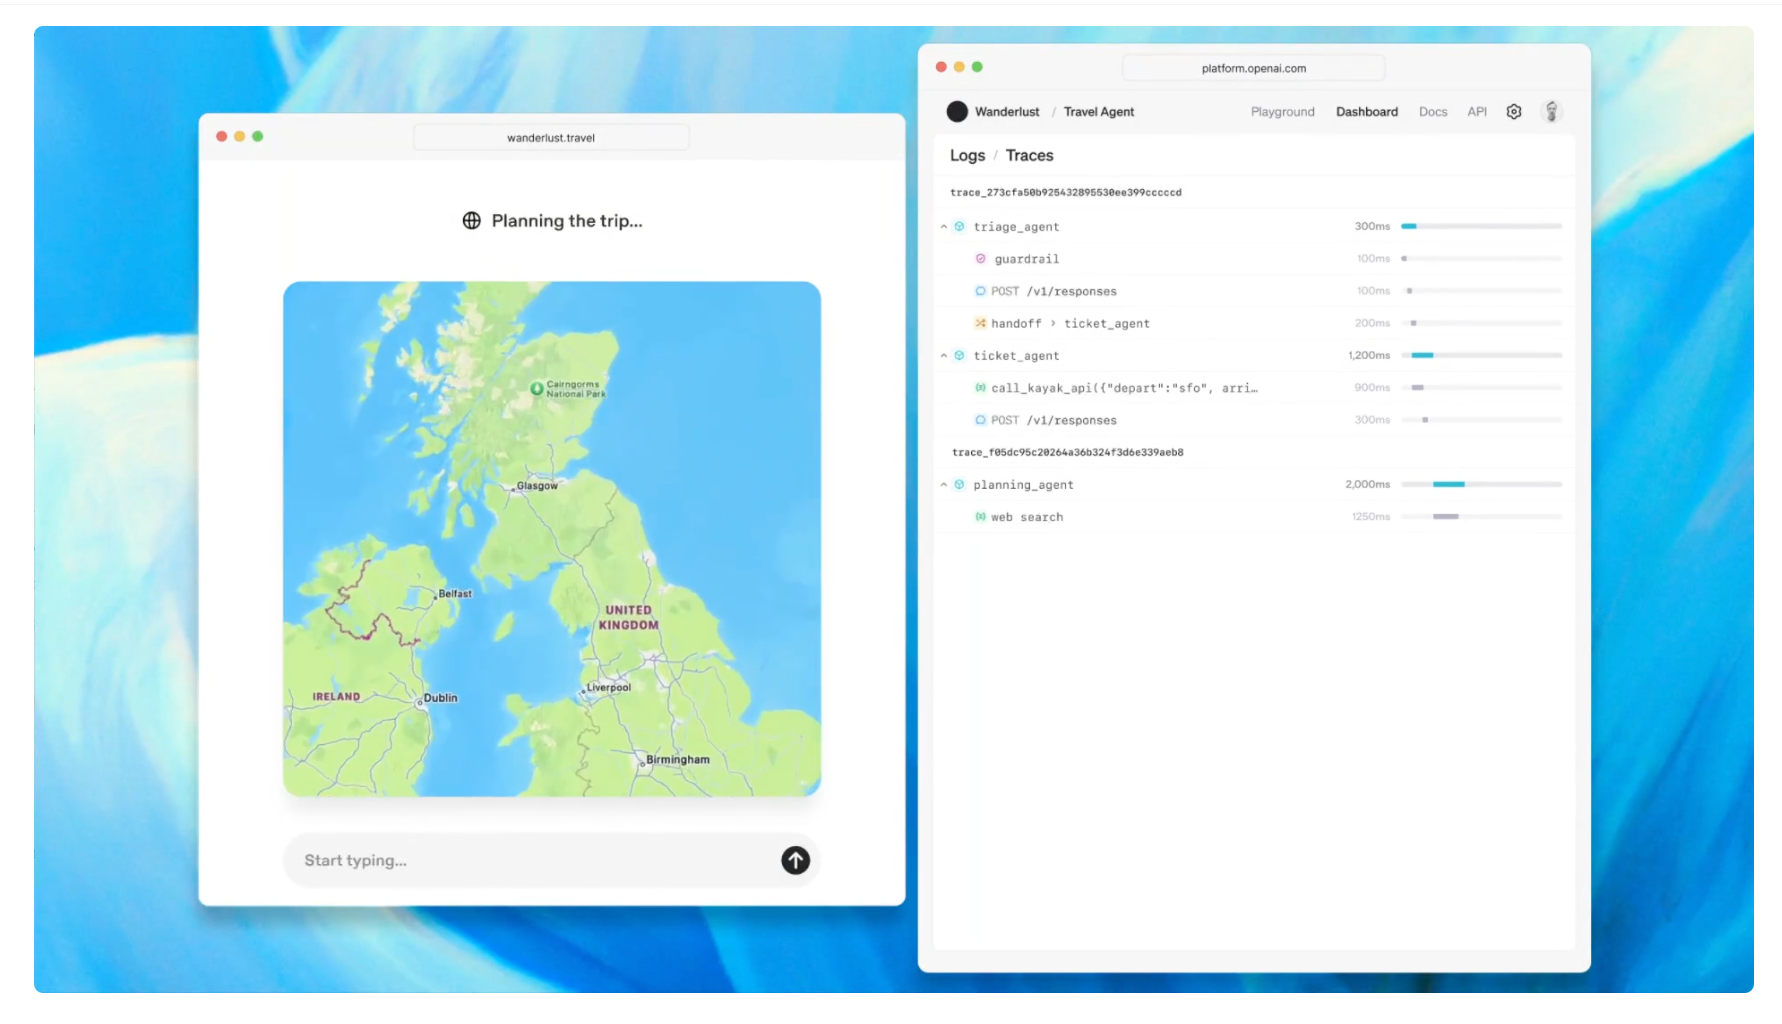 wanderlust.travel
Planning the trip...
Cairngorms
National Park
Glasgow
Belfast
UNITED
KINGDOM
IRELAND
Dublin
Liverpool
Birmingham
Start typing...
platform.openai.com
Wanderlust / Travel Agent Playground Dashboard Docs API
Logs / Traces
trace_273cfa50b925432895530ee399cccccd
triage_agent 300ms
guardrail 100ms
POST /v1/responses 100ms
handoff > ticket_agent 200ms
ticket_agent 1,200ms
call_kayak_api({"depart":"sfo", arri… 900ms
POST /v1/responses 300ms
trace_f05dc95c20264a36b324f3d6e339aeb8
planning_agent 2,000ms
web search 1250ms